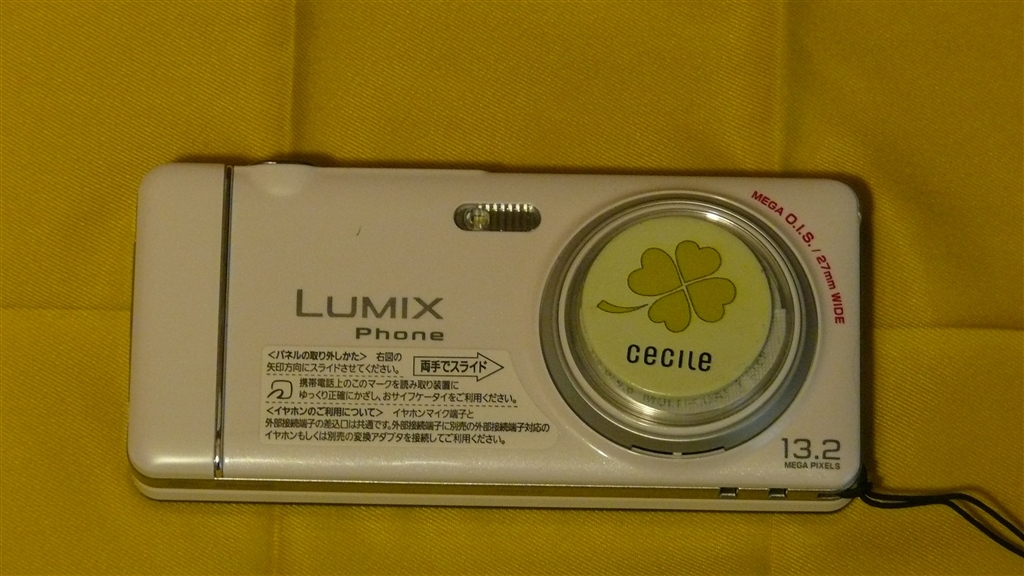 LUMIX
Phone
<パネルの取り外しかた> 右図の
矢印方向にスライドさせてください。
両手でスライド
携帯電話上のこのマークを読み取り装置に
ゆっくり正確にかざし、おサイフケータイをご利用ください。
<イヤホンのご利用について> イヤホンマイク端子と
外部接続端子の差込口は共通です。外部接続端子に別売の外部接続端子対応の
イヤホンもしくは別売の変換アダプタを接続してご利用ください。
MEGA O.I.S. / 27mm WIDE
cecile
13.2
MEGA PIXELS